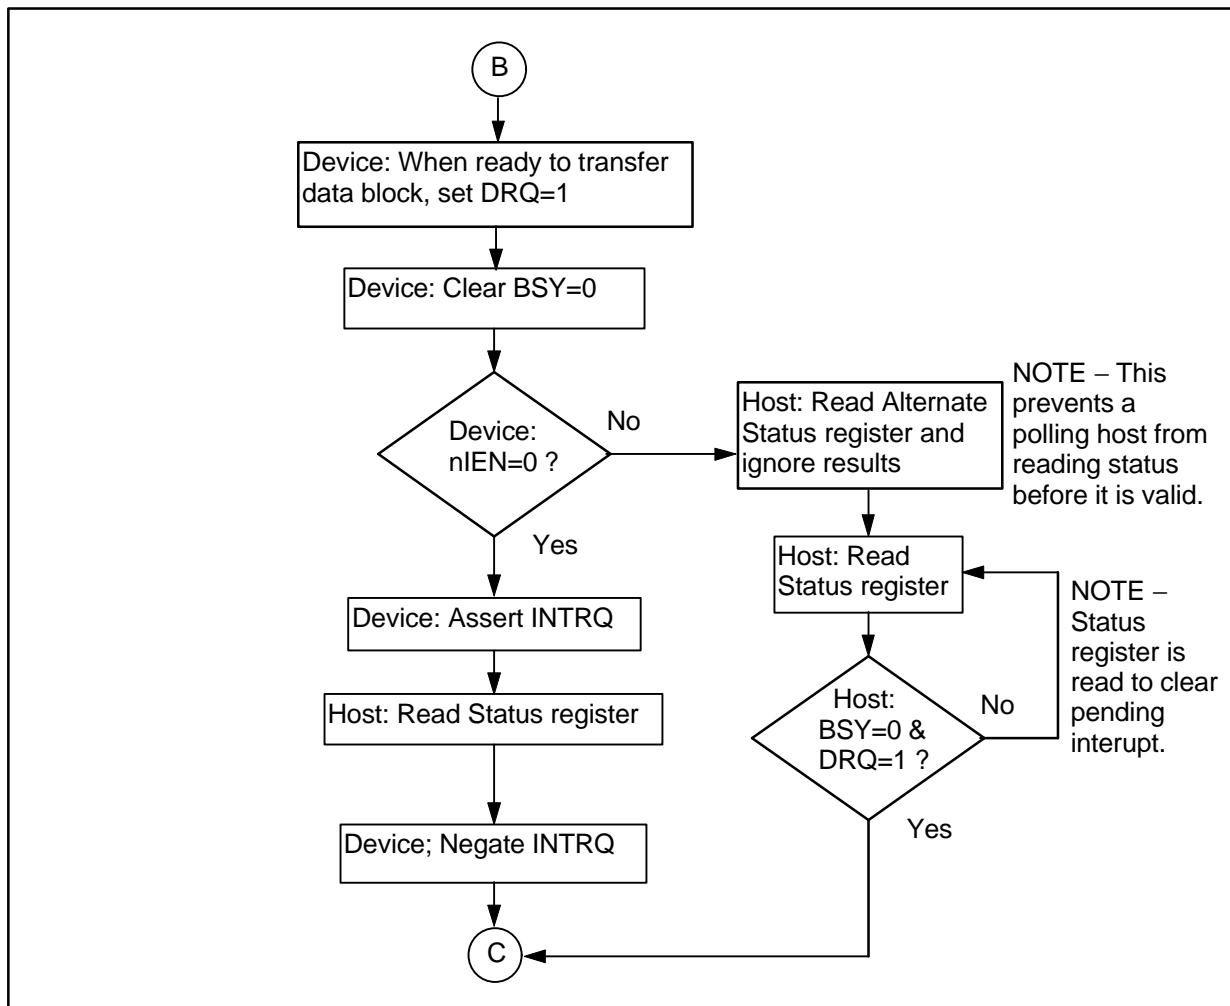 B
Device: When ready to transfer
data block, set DRQ=1
Device: Clear BSY=0
Device:
nIEN=0 ?
No
Host: Read Alternate
Status register and
ignore results
NOTE – This
prevents a
polling host from
reading status
before it is valid.
Yes
Host: Read
Status register
NOTE –
Status
register is
read to clear
pending
interupt.
Device: Assert INTRQ
Host: Read Status register
Host:
BSY=0 &
DRQ=1 ?
No
Yes
Device; Negate INTRQ
C